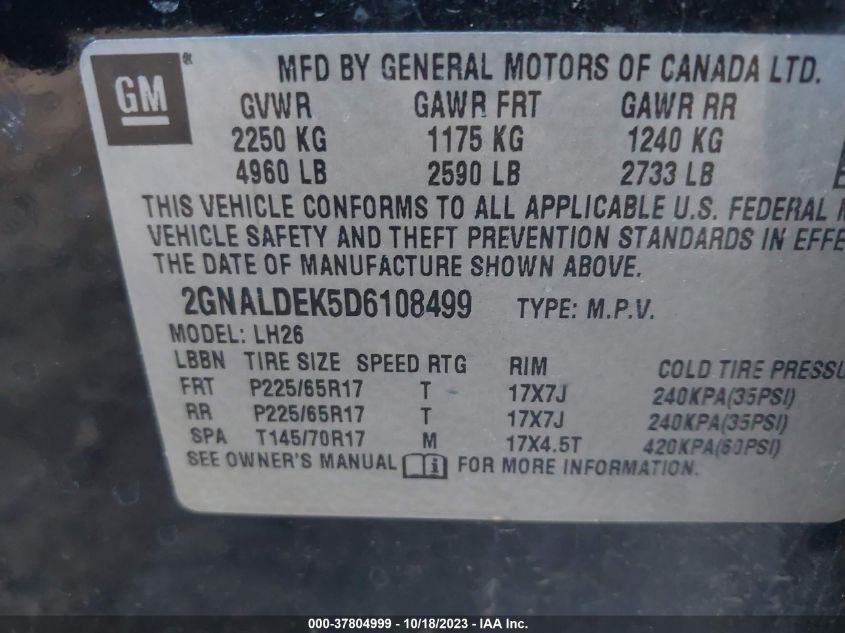 GM®
MFD BY GENERAL MOTORS OF CANADA LTD.
GVWR GAWR FRT GAWR RR
2250 KG 1175 KG 1240 KG
4960 LB 2590 LB 2733 LB
THIS VEHICLE CONFORMS TO ALL APPLICABLE U.S. FEDERAL
VEHICLE SAFETY AND THEFT PREVENTION STANDARDS IN EFFE
THE DATE OF MANUFACTURE SHOWN ABOVE.
2GNALDEK5D6108499 TYPE: M.P.V.
MODEL: LH26
LBBN TIRE SIZE SPEED RTG RIM COLD TIRE PRESSU
FRT P225/65R17 T 17X7J 240KPA(35PSI)
RR P225/65R17 T 17X7J 240KPA(35PSI)
SPA T145/70R17 M 17X4.5T 420KPA(60PSI)
SEE OWNER'S MANUAL FOR MORE INFORMATION.
000-37804999 - 10/18/2023 - IAA Inc.